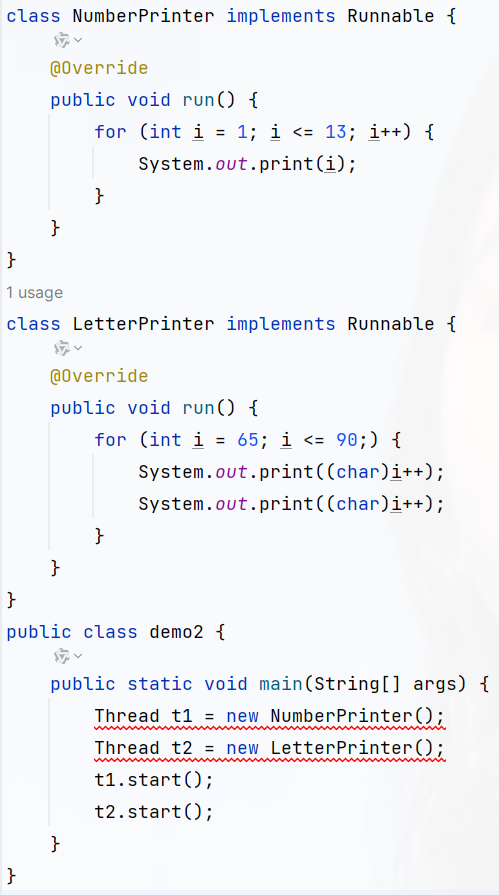 class NumberPrinter implements Runnable {
    @Override
    public void run() {
        for (int i = 1; i <= 13; i++) {
            System.out.print(i);
        }
    }
}
1 usage
class LetterPrinter implements Runnable {
    @Override
    public void run() {
        for (int i = 65; i <= 90;) {
            System.out.print((char)i++);
            System.out.print((char)i++);
        }
    }
}
public class demo2 {
    public static void main(String[] args) {
        Thread t1 = new NumberPrinter();
        Thread t2 = new LetterPrinter();
        t1.start();
        t2.start();
    }
}